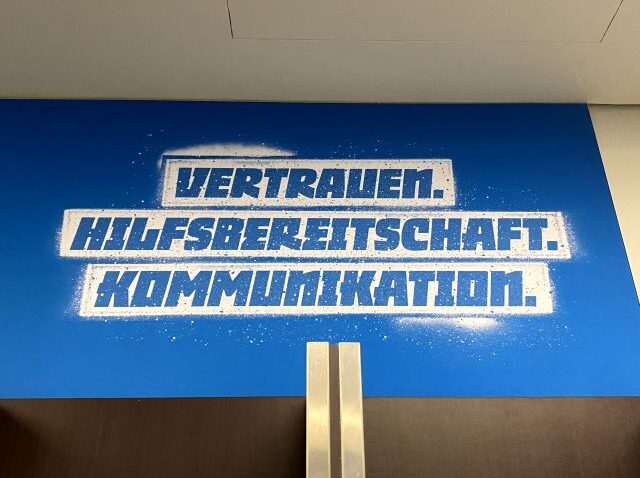 VERTRAUEN.
HILFSBEREITSCHAFT.
KOMMUNIKATION.